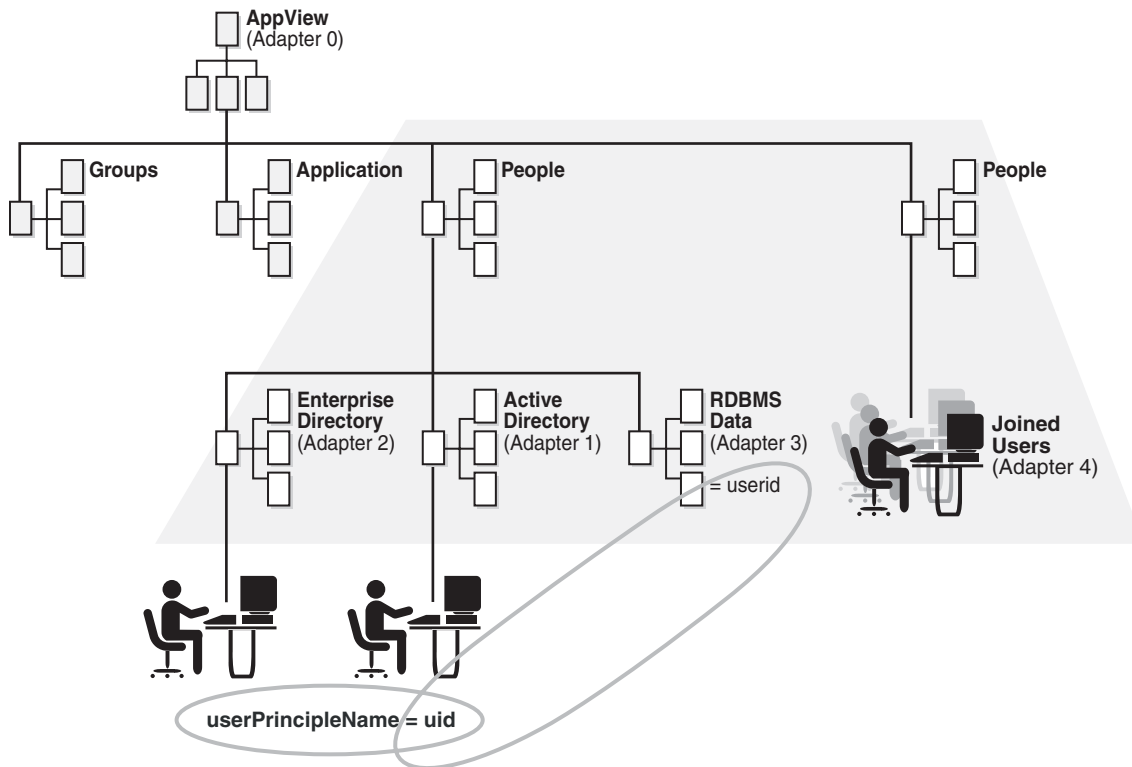 AppView
(Adapter 0)
Groups
Application
People
People
Enterprise
Directory
(Adapter 2)
Active
Directory
(Adapter 1)
RDBMS
Data
(Adapter 3)
= userid
Joined
Users
(Adapter 4)
userPrincipleName = uid